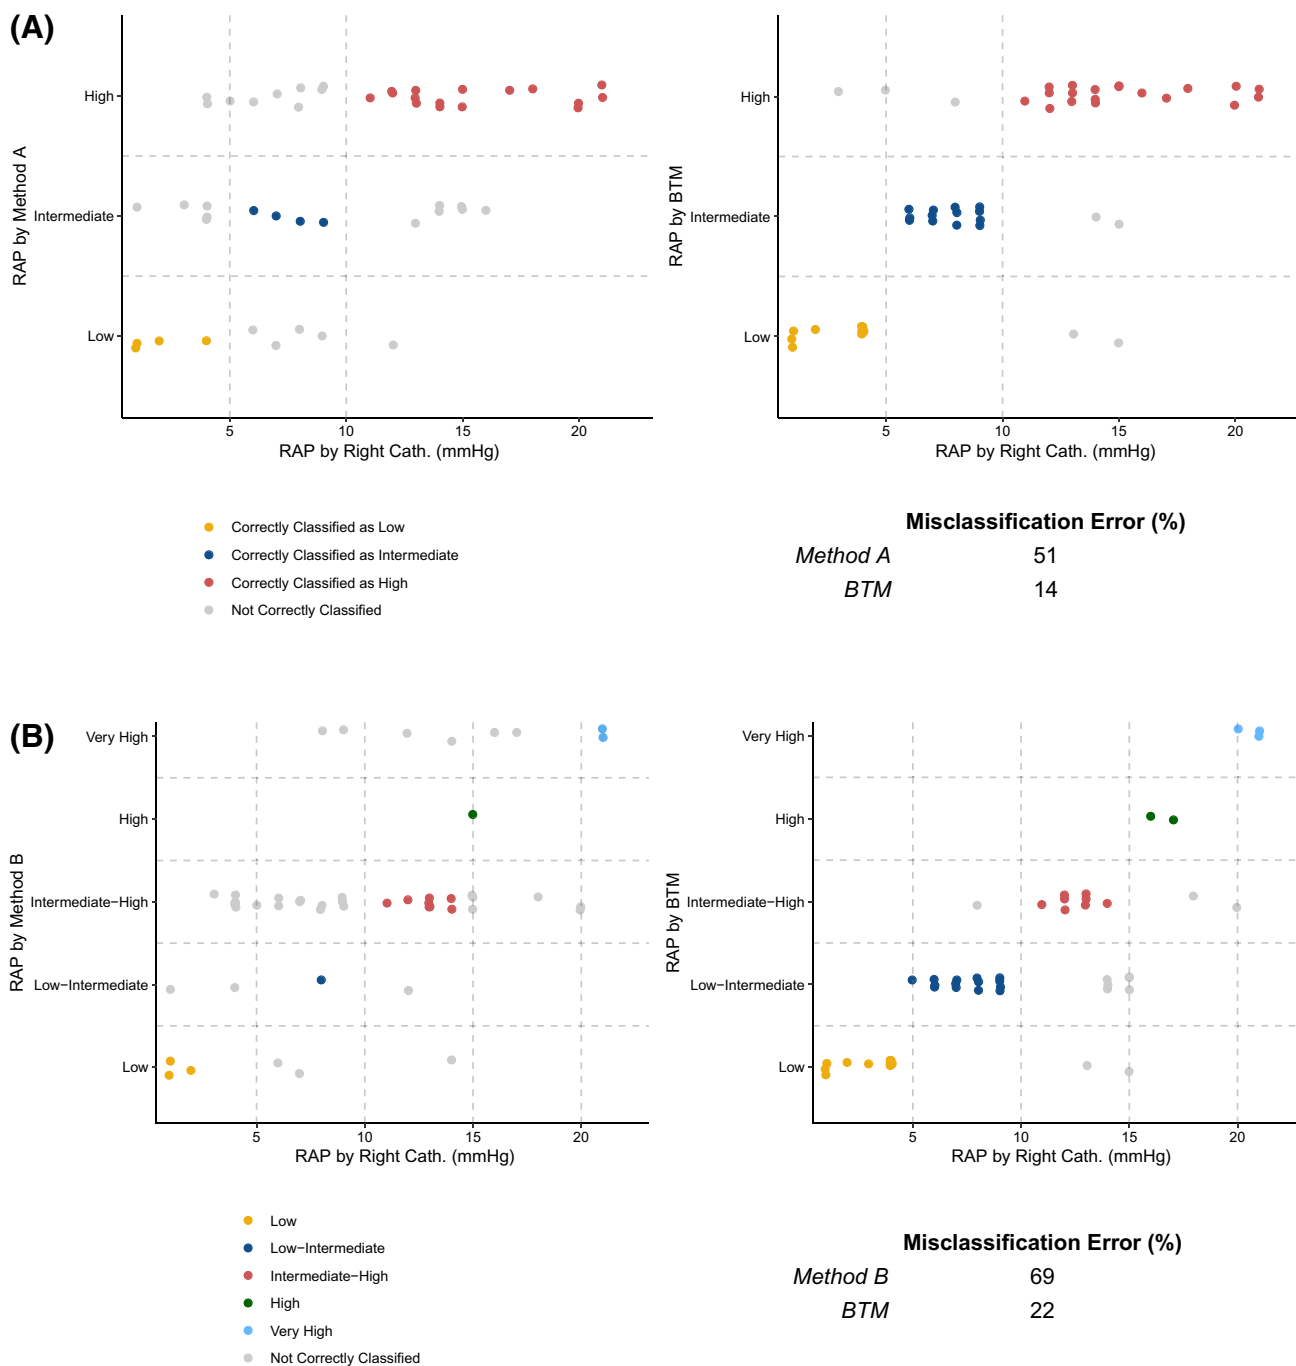 (A)
RAP by Method A
High
Intermediate
Low
5 10 15 20
RAP by Right Cath. (mmHg)
RAP by BTM
High
Intermediate
Low
5 10 15 20
RAP by Right Cath. (mmHg)
Correctly Classified as Low
Correctly Classified as Intermediate
Correctly Classified as High
Not Correctly Classified
Misclassification Error (%)
Method A 51
BTM 14
(B)
RAP by Method B
Very High
High
Intermediate−High
Low−Intermediate
Low
5 10 15 20
RAP by Right Cath. (mmHg)
RAP by BTM
Very High
High
Intermediate−High
Low−Intermediate
Low
5 10 15 20
RAP by Right Cath. (mmHg)
Low
Low−Intermediate
Intermediate−High
High
Very High
Not Correctly Classified
Misclassification Error (%)
Method B 69
BTM 22